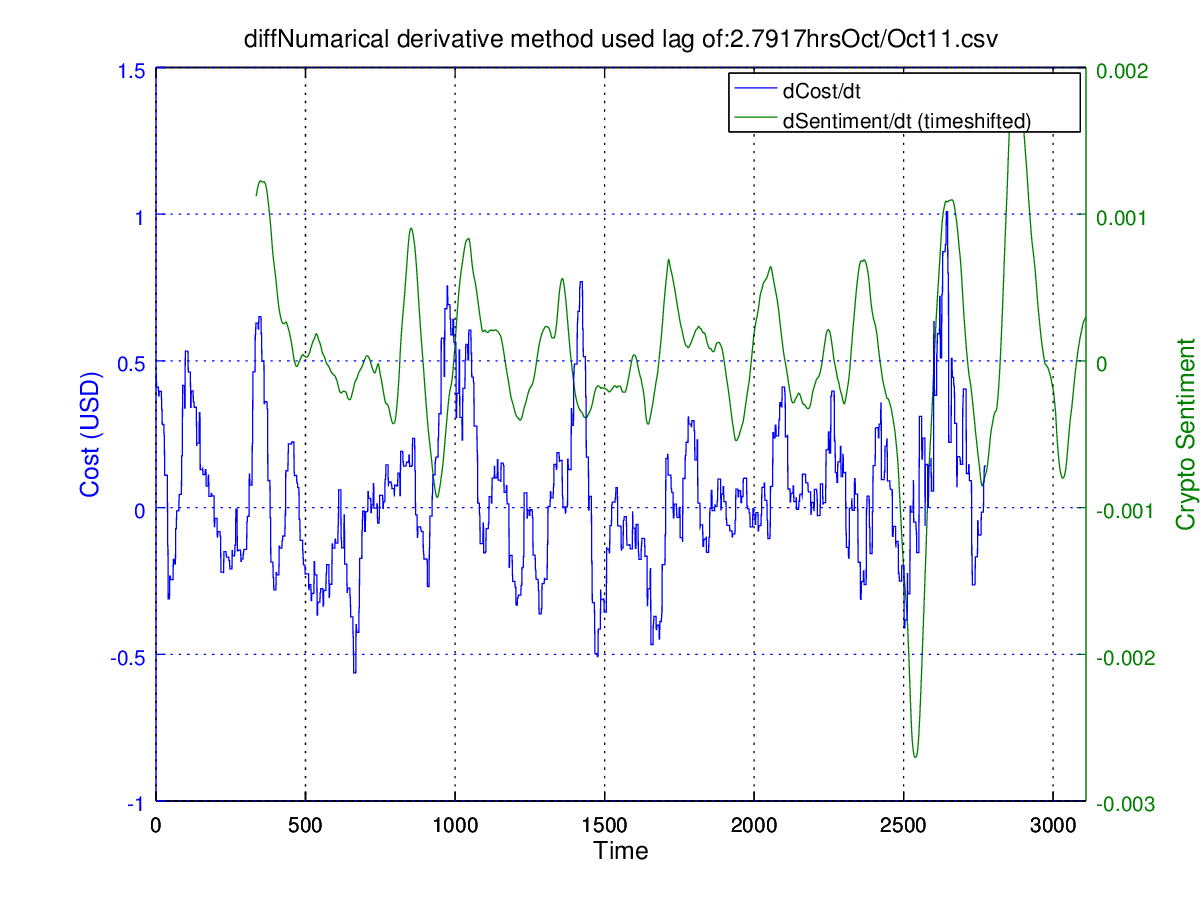 diffNumarical derivative method used lag of:2.7917hrsOct/Oct11.csv
1.5
1
0.5
0
-0.5
-1
Cost (USD)
dCost/dt
dSentiment/dt (timeshifted)
0.002
0.001
0
-0.001
-0.002
-0.003
Crypto Sentiment
0 500 1000 1500 2000 2500 3000
Time